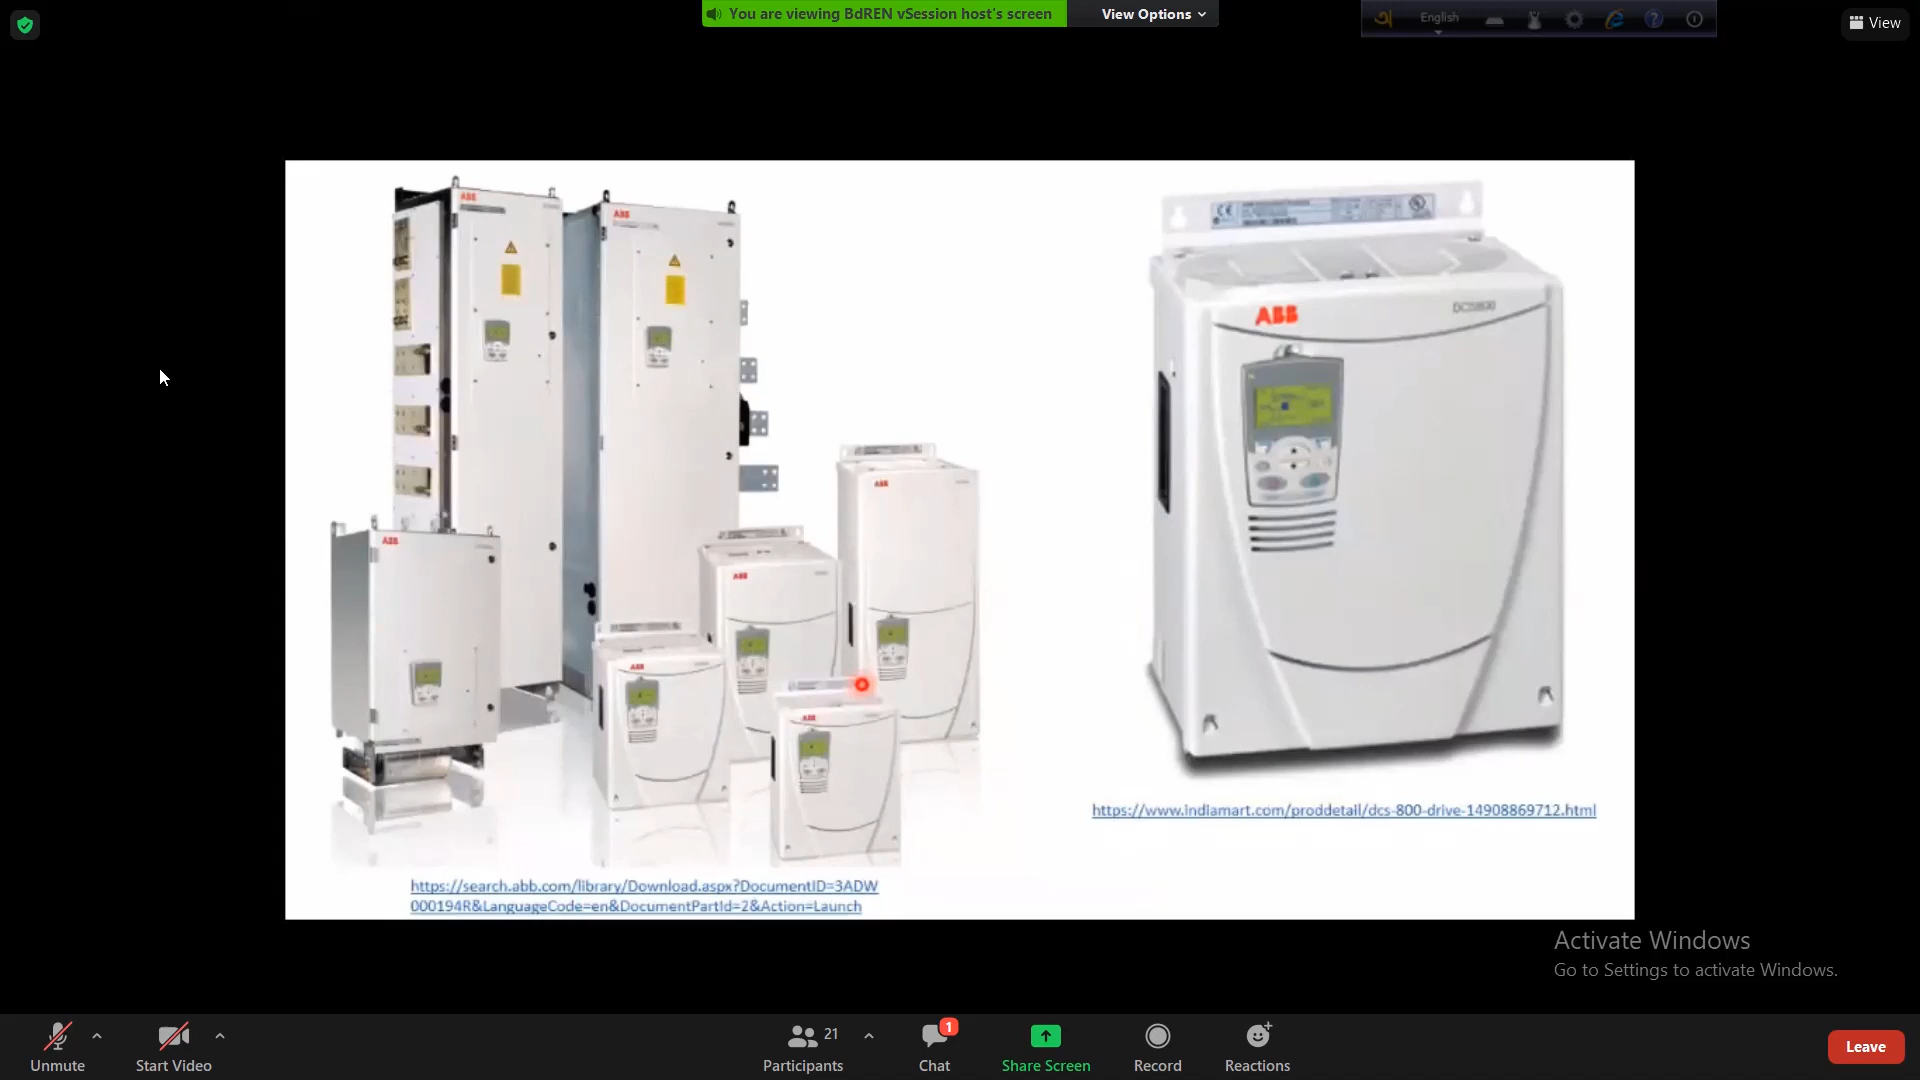 You are viewing BdREN vSession host's screen
View Options
English
View
ABB
ABB
ABB
ABB
ABB
ABB
ABB
ABB
DCS800
https://www.indiamart.com/proddetail/dcs-800-drive-14908869712.html
https://search.abb.com/library/Download.aspx?DocumentID=3ADW
000194R&LanguageCode=en&DocumentPartId=2&Action=Launch
Activate Windows
Go to Settings to activate Windows.
Unmute
Start Video
Participants
21
Chat
1
Share Screen
Record
Reactions
Leave